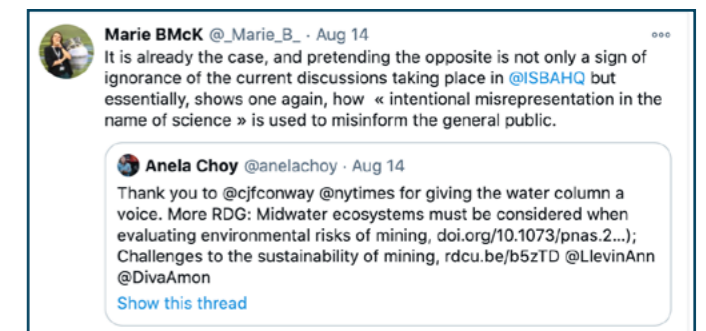 Marie BMcK @_Marie_B_ · Aug 14
It is already the case, and pretending the opposite is not only a sign of
ignorance of the current discussions taking place in @ISBAHQ but
essentially, shows one again, how « intentional misrepresentation in the
name of science » is used to misinform the general public.
Anela Choy @anelachoy · Aug 14
Thank you to @cjfconway @nytimes for giving the water column a
voice. More RDG: Midwater ecosystems must be considered when
evaluating environmental risks of mining, doi.org/10.1073/pnas.2...);
Challenges to the sustainability of mining, rdcu.be/b5zTD @LlevinAnn
@DivaAmon
Show this thread